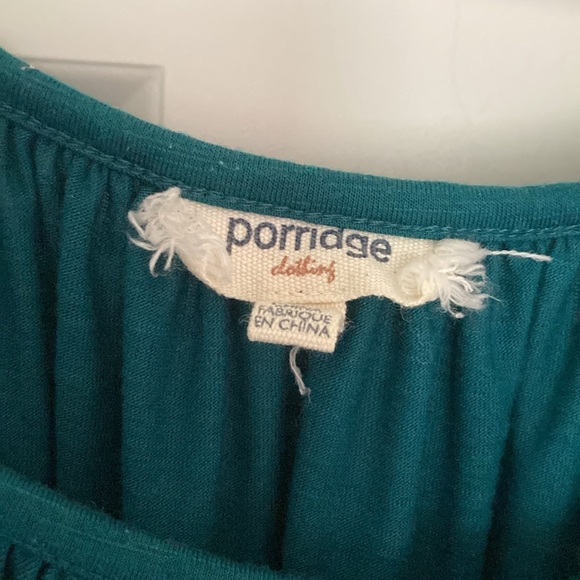 porridge
clothing
FABRIQUE
EN CHINA